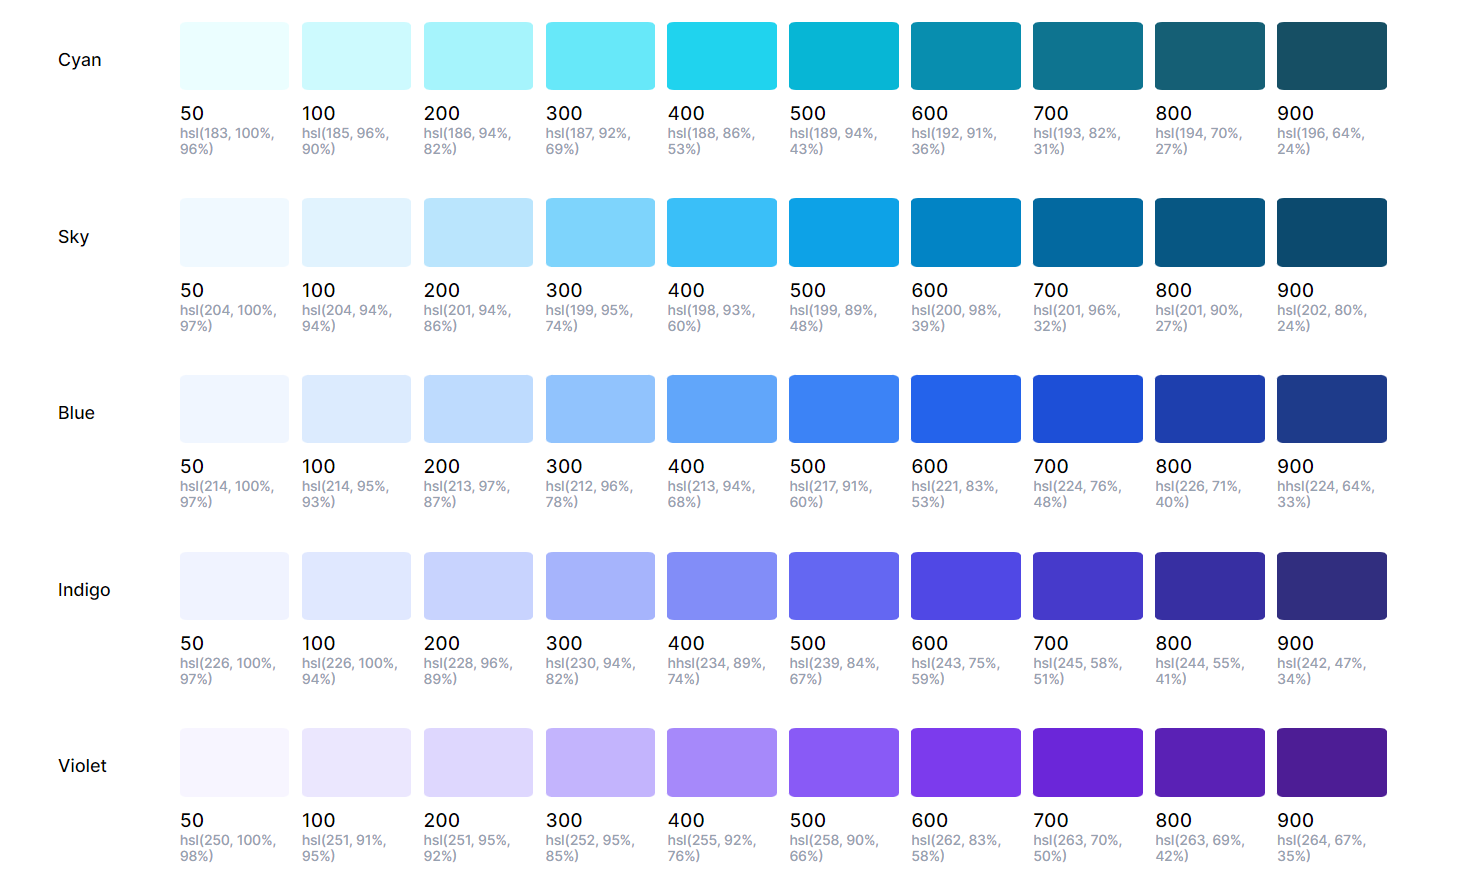 Cyan
50 100 200 300 400 500 600 700 800 900
hsl(183, 100%, hsl(185, 96%, hsl(186, 94%, hsl(187, 92%, hsl(188, 86%, hsl(189, 94%, hsl(192, 91%, hsl(193, 82%, hsl(194, 70%, hsl(196, 64%,
96%) 90%) 82%) 69%) 53%) 43%) 36%) 31%) 27%) 24%)
Sky
50 100 200 300 400 500 600 700 800 900
hsl(204, 100%, hsl(204, 94%, hsl(201, 94%, hsl(199, 95%, hsl(198, 93%, hsl(199, 89%, hsl(200, 98%, hsl(201, 96%, hsl(201, 90%, hsl(202, 80%,
97%) 94%) 86%) 74%) 60%) 48%) 39%) 32%) 27%) 24%)
Blue
50 100 200 300 400 500 600 700 800 900
hsl(214, 100%, hsl(214, 95%, hsl(213, 97%, hsl(212, 96%, hsl(213, 94%, hsl(217, 91%, hsl(221, 83%, hsl(224, 76%, hsl(226, 71%, hhsl(224, 64%,
97%) 93%) 87%) 78%) 68%) 60%) 53%) 48%) 40%) 33%)
Indigo
50 100 200 300 400 500 600 700 800 900
hsl(226, 100%, hsl(226, 100%, hsl(228, 96%, hsl(230, 94%, hhsl(234, 89%, hsl(239, 84%, hsl(243, 75%, hsl(245, 58%, hsl(244, 55%, hsl(242, 47%,
97%) 94%) 89%) 82%) 74%) 67%) 59%) 51%) 41%) 34%)
Violet
50 100 200 300 400 500 600 700 800 900
hsl(250, 100%, hsl(251, 91%, hsl(251, 95%, hsl(252, 95%, hsl(255, 92%, hsl(258, 90%, hsl(262, 83%, hsl(263, 70%, hsl(263, 69%, hsl(264, 67%,
98%) 95%) 92%) 85%) 76%) 66%) 58%) 50%) 42%) 35%)